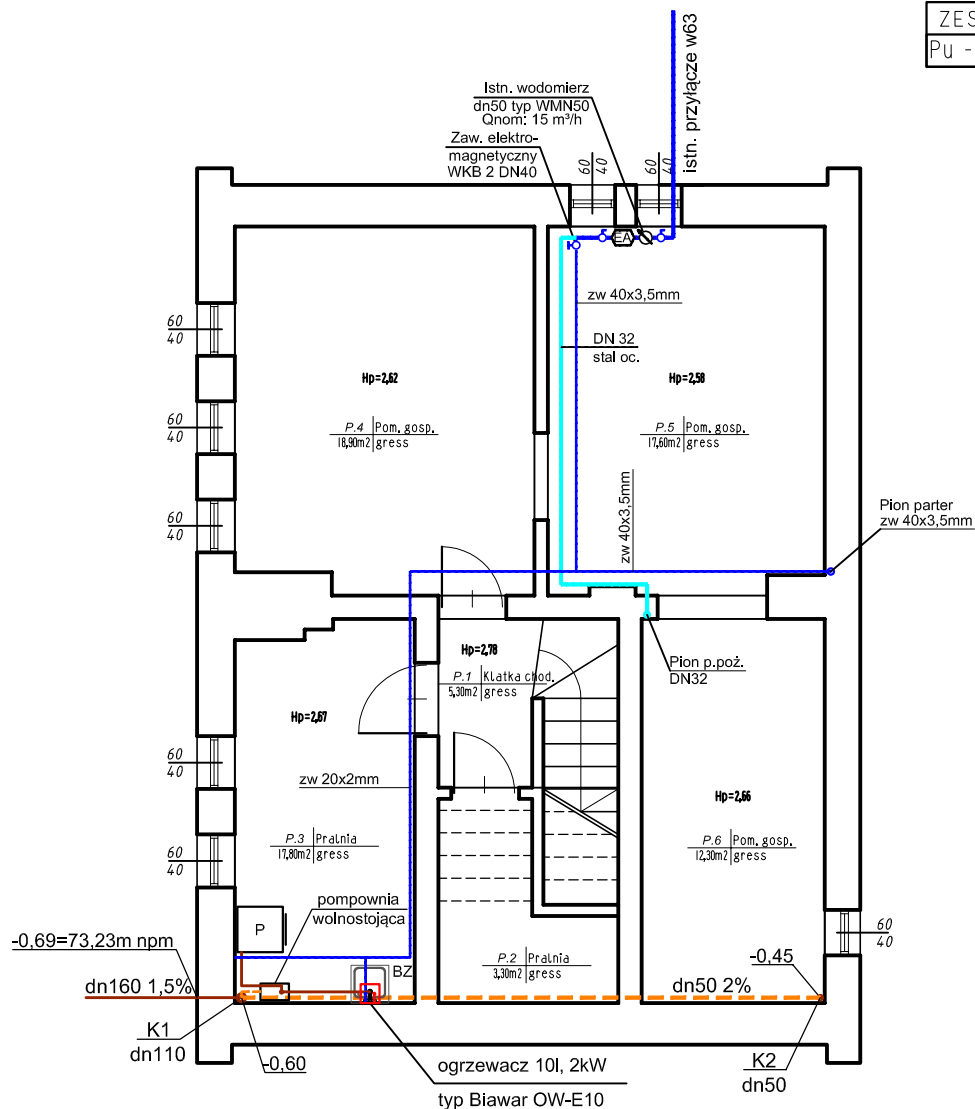 ZES
Pu -
istn. przyłącze w63
Istn. wodomierz
dn50 typ WMN50
Qnom: 15 m³/h
Zaw. elektro-
magnetyczny
WKB 2 DN40
60
40
60
40
EA
zw 40x3,5mm
DN 32
stal oc.
60
40
Hp=2,62
Hp=2,58
P.4 Pom. gosp.
18,90m2 gress
P.5 Pom. gosp.
17,60m2 gress
60
40
zw 40x3,5mm
Pion parter
zw 40x3,5mm
60
40
Hp=2,78
P.1 Klatka chod.
5,30m2 gress
Pion p.poż.
DN32
Hp=2,67
60
40
zw 20x2mm
Hp=2,66
P.3 Pralnia
17,80m2 gress
P.6 Pom. gosp.
12,30m2 gress
60
40
pompownia
wolnostojąca
P
60
40
-0,69=73,23m npm
BZ
P.2 Pralnia
3,30m2 gress
-0,45
dn160 1,5%
dn50 2%
K1
dn110
-0,60
ogrzewacz 10l, 2kW
typ Biawar OW-E10
K2
dn50